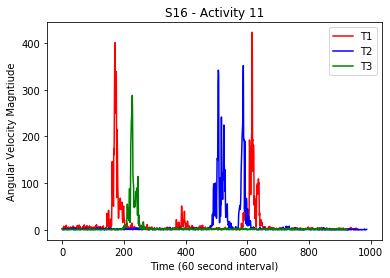 S16 - Activity 11
T1
T2
T3
Angular Velocity Magntiude
400
300
200
100
0
0 200 400 600 800 1000
Time (60 second interval)